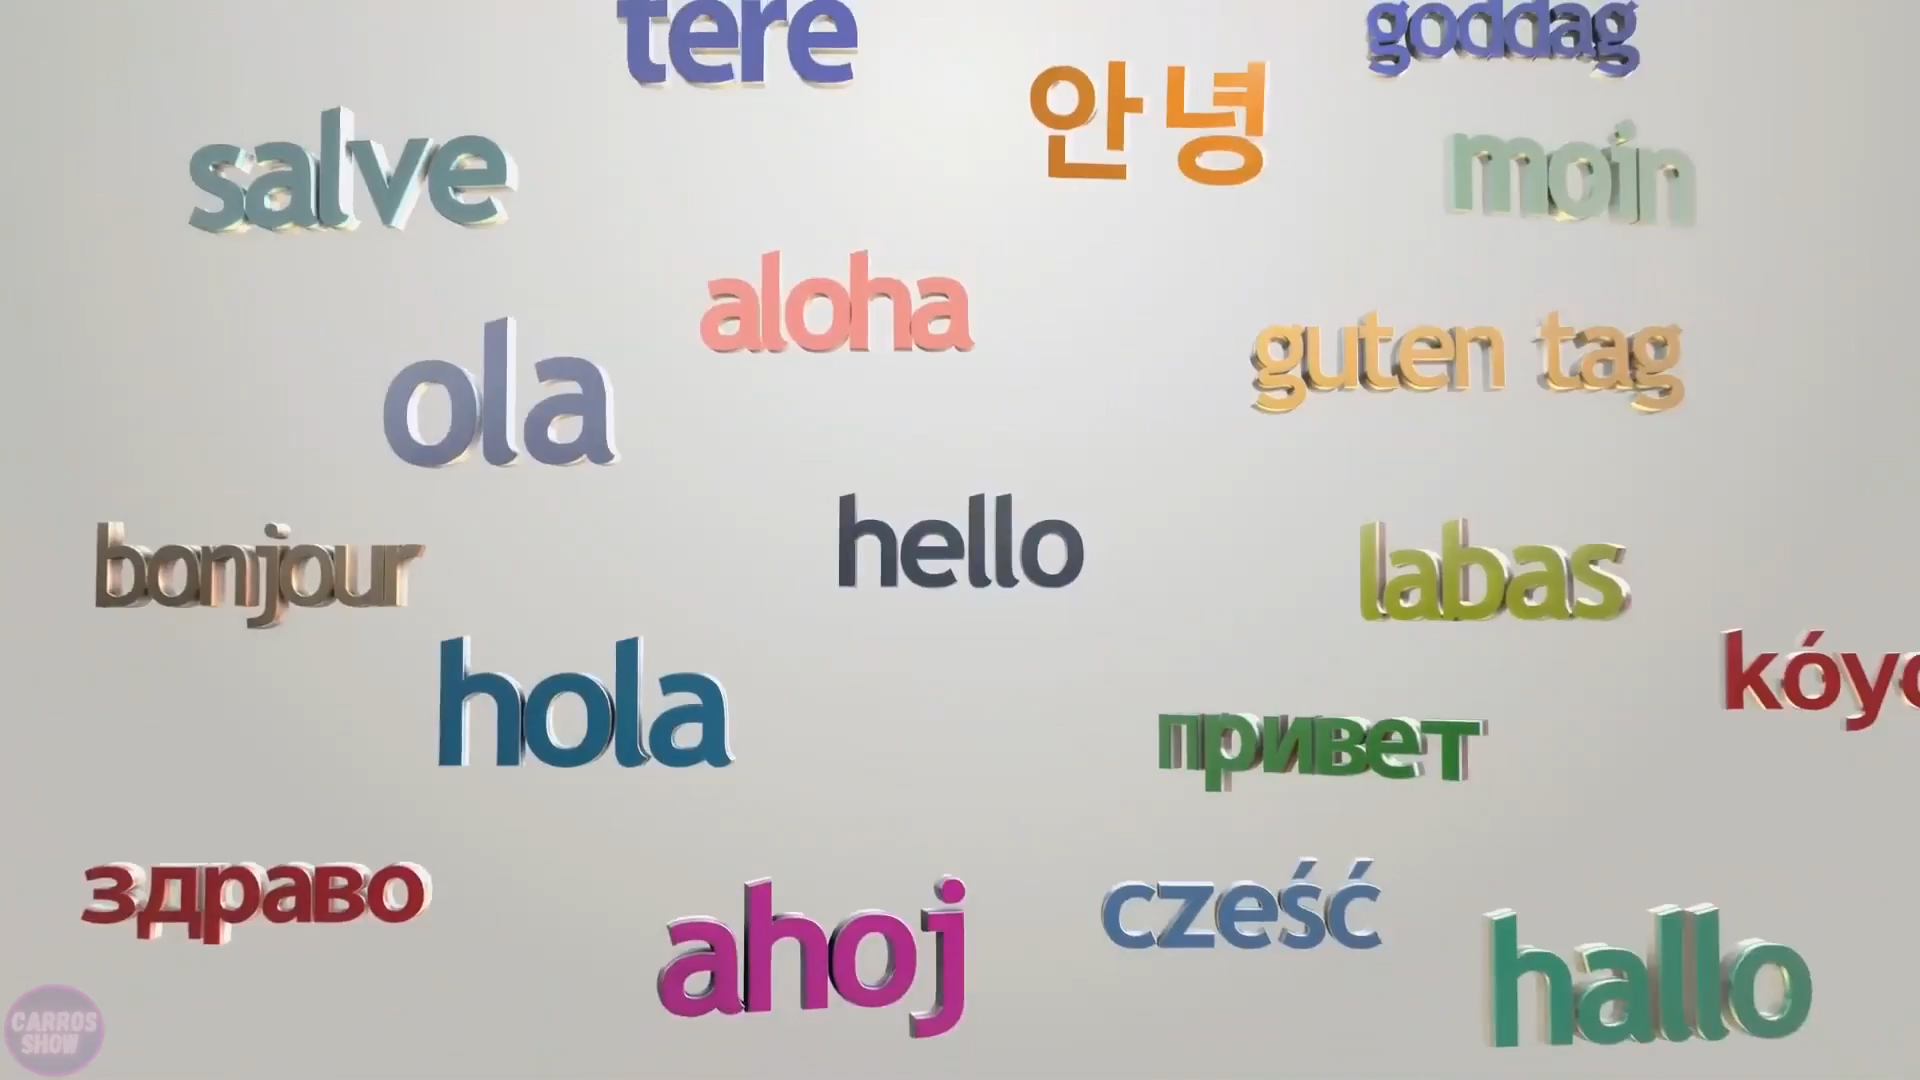 tere
goddag
안녕
salve
moin
aloha
guten tag
ola
hello
bonjour
labas
hola
привет
здраво
ahoj
cześć
hallo
CARROS
SHOW